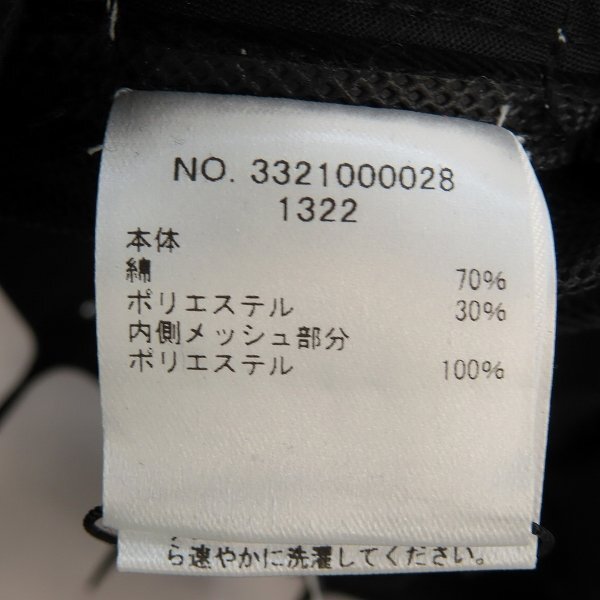 NO. 3321000028
1322
本体
綿 70%
ポリエステル 30%
内側メッシュ部分
ポリエステル 100%
ら速やかに洗濯してください。